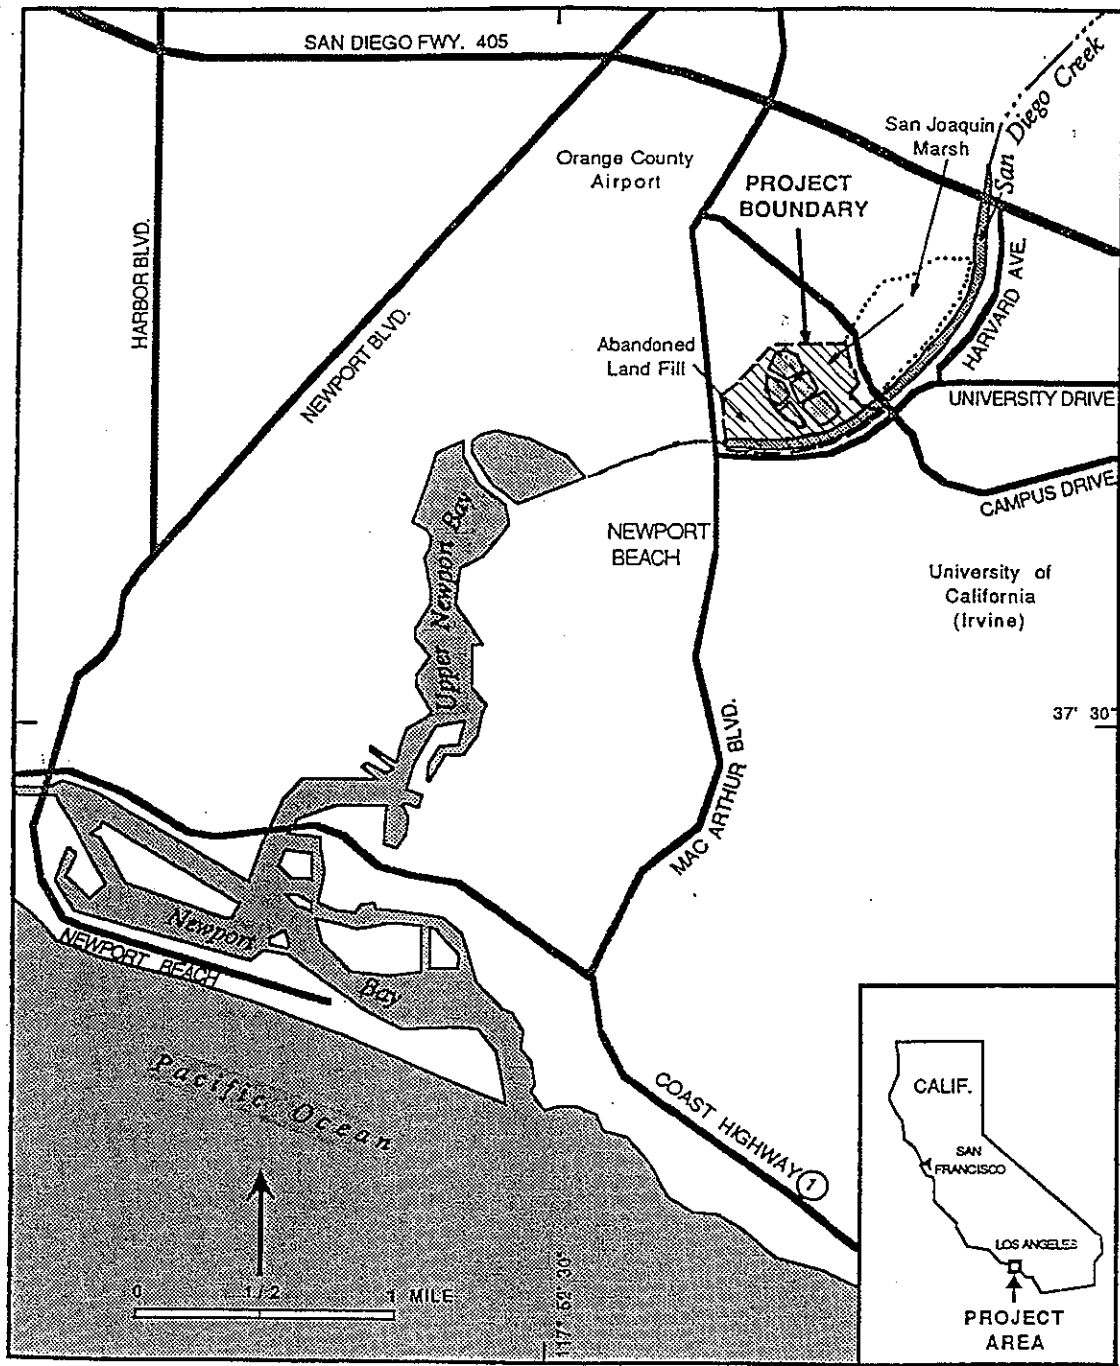 SAN DIEGO FWY. 405
San Diego Creek
San Joaquin
Marsh
Orange County
Airport
PROJECT
BOUNDARY
HARBOR BLVD.
NEWPORT BLVD.
HARVARD AVE.
Abandoned
Land Fill
UNIVERSITY DRIVE
CAMPUS DRIVE
Upper Newport Bay
NEWPORT
BEACH
University of
California
(Irvine)
37° 30'
MAC ARTHUR BLVD.
Newport
Bay
NEWPORT BEACH
Pacific Ocean
COAST HIGHWAY 1
CALIF.
SAN
FRANCISCO
LOS ANGELES
PROJECT
AREA
0 1/2 1 MILE
117° 52' 30"